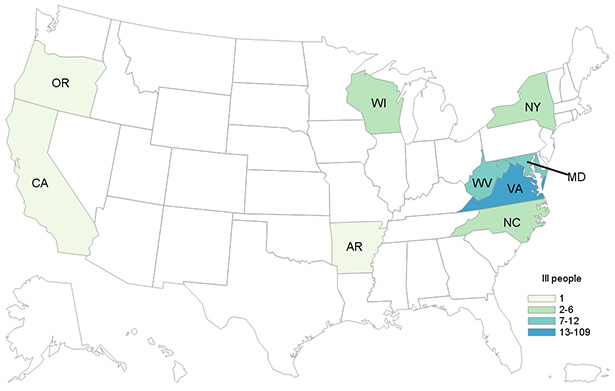 OR
WI
NY
MD
WV
VA
CA
NC
AR
Ill people
1
2-6
7-12
13-109